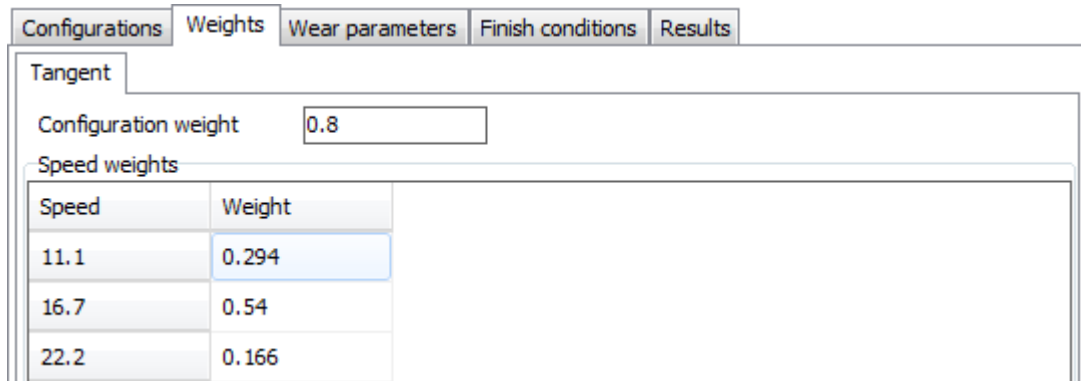 Configurations Weights Wear parameters Finish conditions Results
Tangent
Configuration weight 0.8
Speed weights
Speed Weight
11.1 0.294
16.7 0.54
22.2 0.166